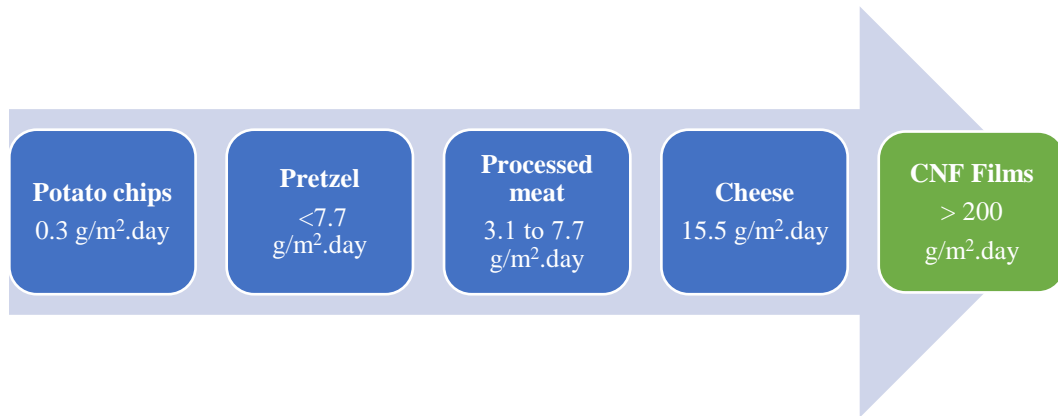 Potato chips
0.3 g/m².day
Pretzel
<7.7
g/m².day
Processed
meat
3.1 to 7.7
g/m².day
Cheese
15.5 g/m².day
CNF Films
> 200
g/m².day